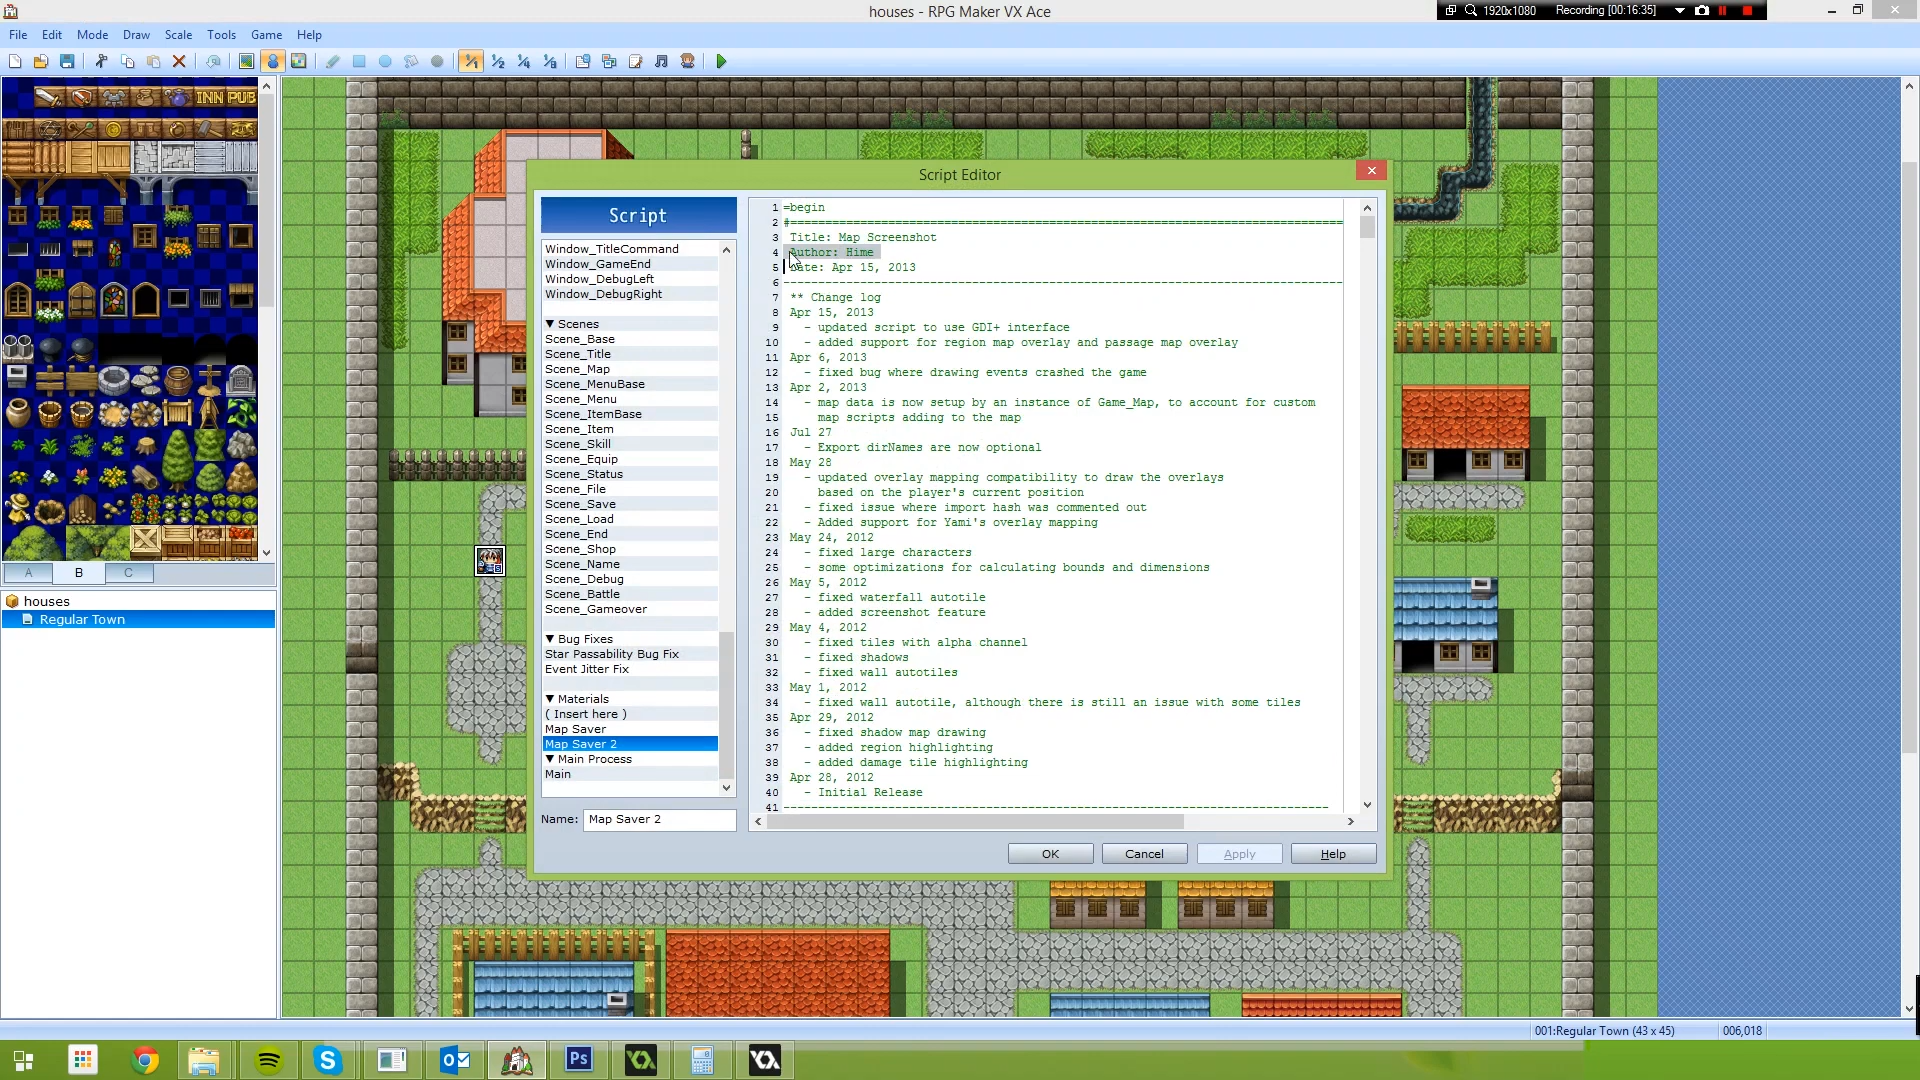 houses - RPG Maker VX Ace
1920x1080
Recording [00:16:35]
File Edit Mode Draw Scale Tools Game Help
INN PUB
A B C
houses
Regular Town
Script Editor
Script
Window_TitleCommand
Window_GameEnd
Window_DebugLeft
Window_DebugRight
▼ Scenes
Scene_Base
Scene_Title
Scene_Map
Scene_MenuBase
Scene_Menu
Scene_ItemBase
Scene_Item
Scene_Skill
Scene_Equip
Scene_Status
Scene_File
Scene_Save
Scene_Load
Scene_End
Scene_Shop
Scene_Name
Scene_Debug
Scene_Battle
Scene_Gameover
▼ Bug Fixes
Star Passability Bug Fix
Event Jitter Fix
▼ Materials
( Insert here )
Map Saver
Map Saver 2
▼ Main Process
Main
Name: Map Saver 2
1 =begin
2 #==============================================================================
3 Title: Map Screenshot
4 Author: Hime
5 Date: Apr 15, 2013
6 --------------------------------------------------------------------------------
7 ** Change log
8 Apr 15, 2013
9 - updated script to use GDI+ interface
10 - added support for region map overlay and passage map overlay
11 Apr 6, 2013
12 - fixed bug where drawing events crashed the game
13 Apr 2, 2013
14 - map data is now setup by an instance of Game_Map, to account for custom
15 map scripts adding to the map
16 Jul 27
17 - Export dirNames are now optional
18 May 28
19 - updated overlay mapping compatibility to draw the overlays
20 based on the player's current position
21 - fixed issue where import hash was commented out
22 - Added support for Yami's overlay mapping
23 May 24, 2012
24 - fixed large characters
25 - some optimizations for calculating bounds and dimensions
26 May 5, 2012
27 - fixed waterfall autotile
28 - added screenshot feature
29 May 4, 2012
30 - fixed tiles with alpha channel
31 - fixed shadows
32 - fixed wall autotiles
33 May 1, 2012
34 - fixed wall autotile, although there is still an issue with some tiles
35 Apr 29, 2012
36 - fixed shadow map drawing
37 - added region highlighting
38 - added damage tile highlighting
39 Apr 28, 2012
40 - Initial Release
41 ------------------------------------------------------------------------------
OK Cancel Apply Help
001:Regular Town (43 x 45) 006,018
Ps